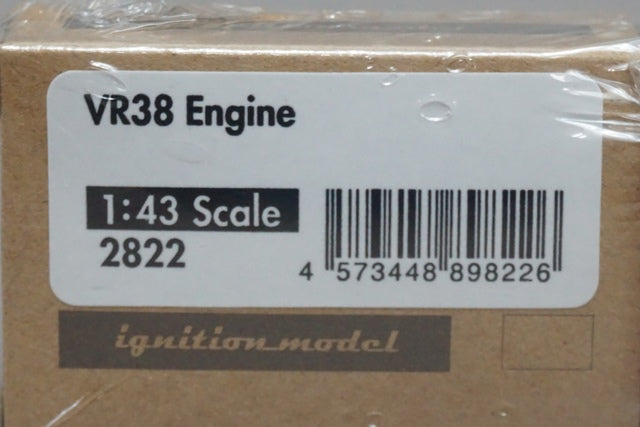 VR38 Engine
1:43 Scale
2822
4 573448 898226
ignition model